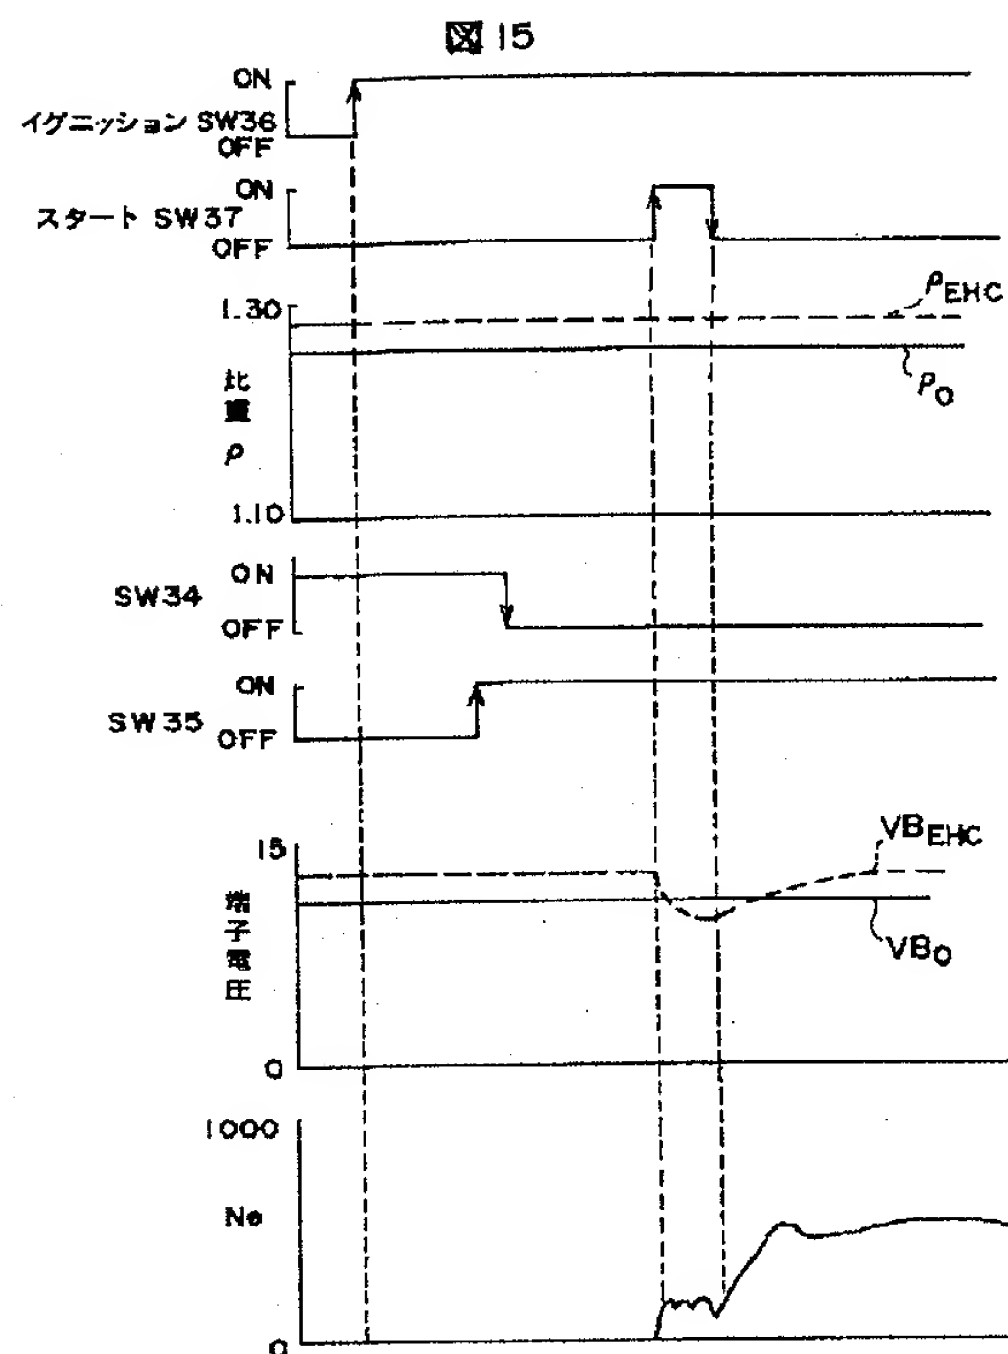 図15
ON
イグニッション SW36
OFF
ON
スタート SW37
OFF
1.30
ρEHC
ρ0
比重
ρ
1.10
ON
SW34
OFF
ON
SW35
OFF
15
VBEHC
端子電圧
VB0
0
1000
Ne
0